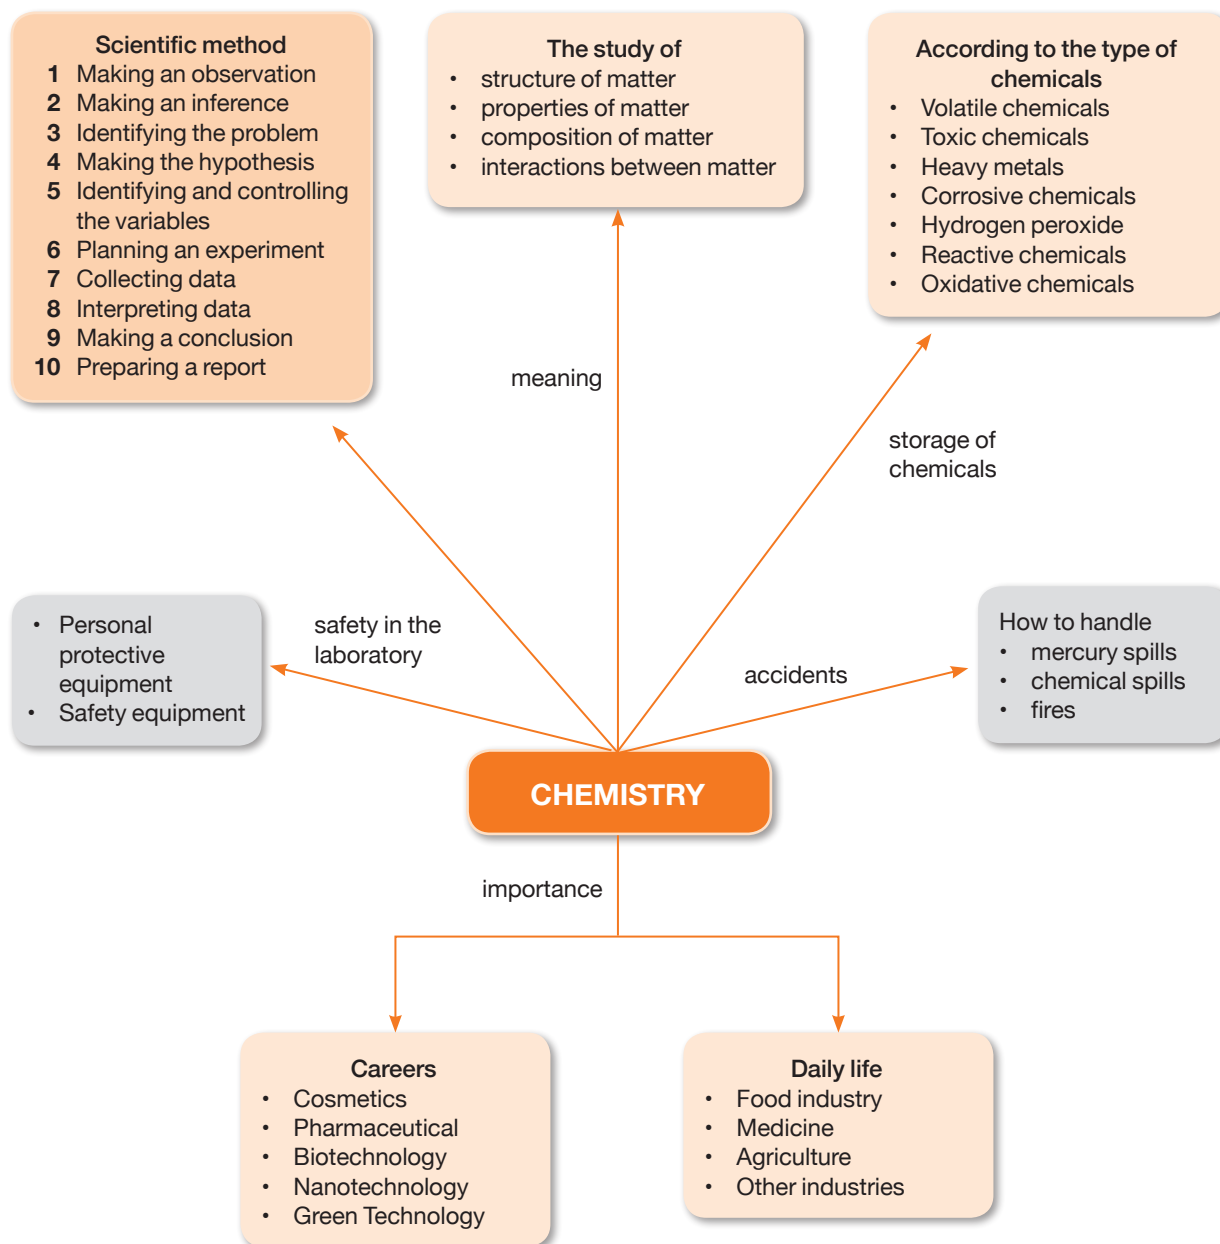 Scientific method
1 Making an observation
2 Making an inference
3 Identifying the problem
4 Making the hypothesis
5 Identifying and controlling
the variables
6 Planning an experiment
7 Collecting data
8 Interpreting data
9 Making a conclusion
10 Preparing a report
The study of
• structure of matter
• properties of matter
• composition of matter
• interactions between matter
According to the type of
chemicals
• Volatile chemicals
• Toxic chemicals
• Heavy metals
• Corrosive chemicals
• Hydrogen peroxide
• Reactive chemicals
• Oxidative chemicals
meaning
storage of
chemicals
• Personal
protective
equipment
• Safety equipment
safety in the
laboratory
accidents
How to handle
• mercury spills
• chemical spills
• fires
CHEMISTRY
importance
Careers
• Cosmetics
• Pharmaceutical
• Biotechnology
• Nanotechnology
• Green Technology
Daily life
• Food industry
• Medicine
• Agriculture
• Other industries